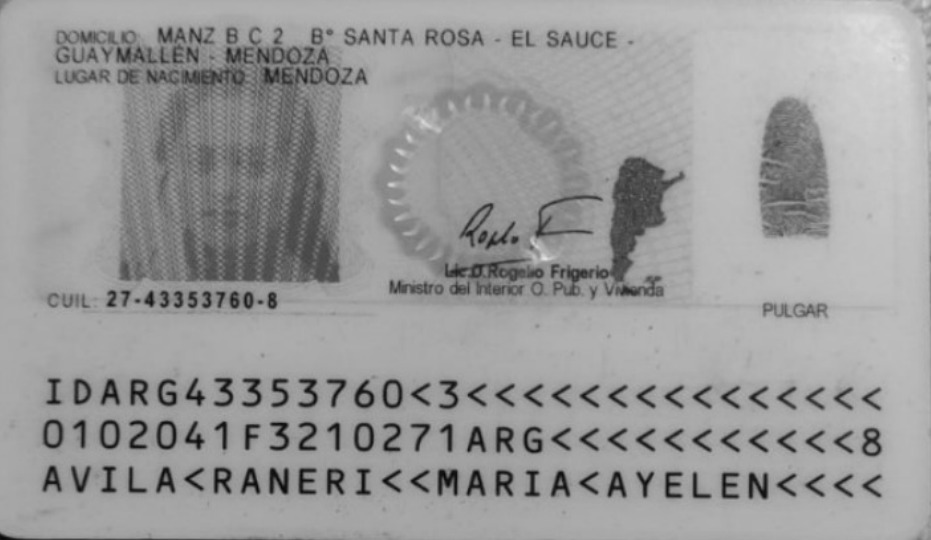 DOMICILIO: MANZ B C 2 B° SANTA ROSA - EL SAUCE -
GUAYMALLÉN - MENDOZA
LUGAR DE NACIMIENTO: MENDOZA
Lic.D.Rogelio Frigerio
Ministro del Interior O. Pub. y Vivienda
CUIL: 27-43353760-8
PULGAR
IDARG43353760<3<<<<<<<<<<<<<<<
0102041F3210271ARG<<<<<<<<<<<8
AVILA<RANERI<<MARIA<AYELEN<<<<